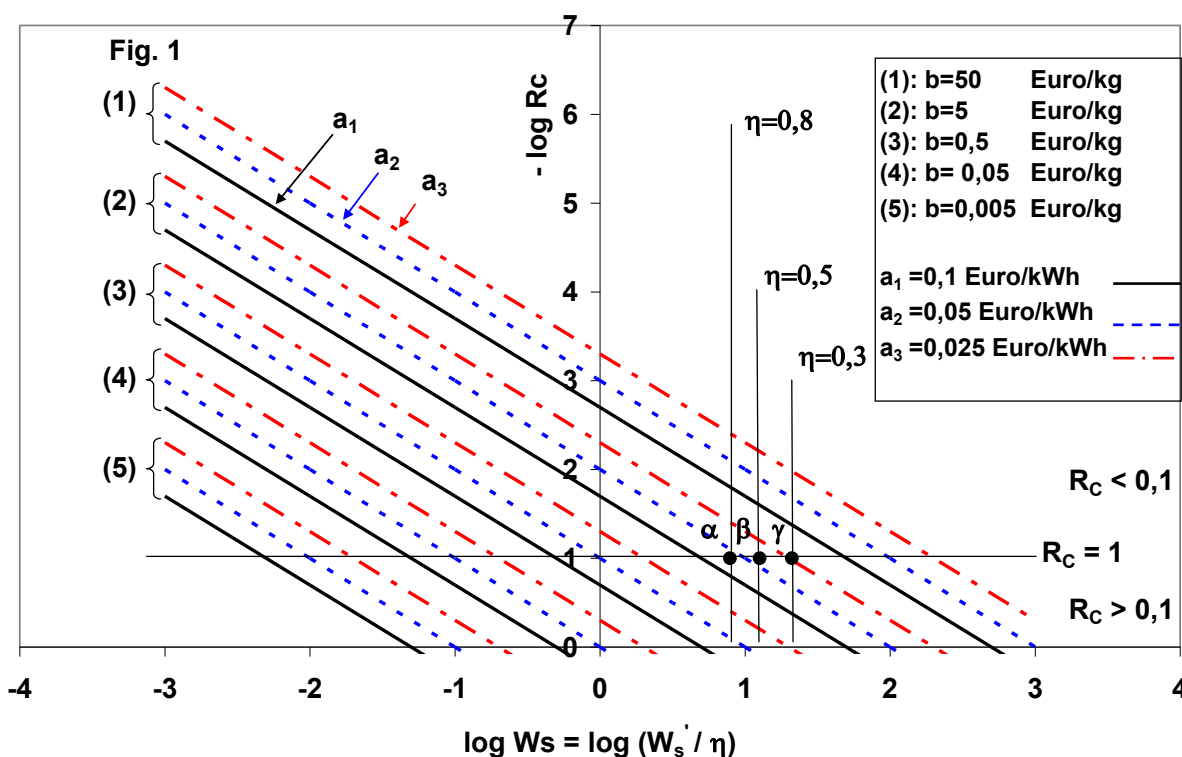 Fig. 1
7
6
5
4
3
2
1
0
- log Rc
(1)
(2)
(3)
(4)
(5)
a1
a2
a3
η=0,8
η=0,5
η=0,3
(1): b=50 Euro/kg
(2): b=5 Euro/kg
(3): b=0,5 Euro/kg
(4): b= 0,05 Euro/kg
(5): b=0,005 Euro/kg
a1 =0,1 Euro/kWh
a2 =0,05 Euro/kWh
a3 =0,025 Euro/kWh
α β γ
RC < 0,1
RC = 1
RC > 0,1
-4 -3 -2 -1 0 1 2 3 4
log Ws = log (Ws' / η)